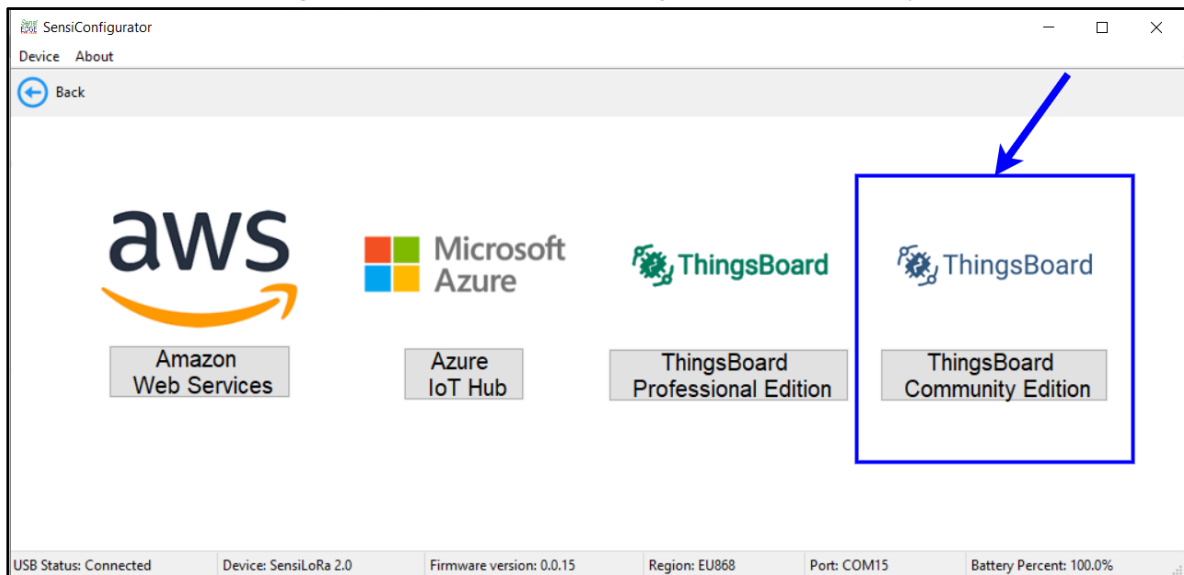 Sensi
EDGE
SensiConfigurator
Device About
Back
aws
Microsoft
Azure
ThingsBoard
ThingsBoard
Amazon
Web Services
Azure
IoT Hub
ThingsBoard
Professional Edition
ThingsBoard
Community Edition
USB Status: Connected Device: SensiLoRa 2.0 Firmware version: 0.0.15 Region: EU868 Port: COM15 Battery Percent: 100.0%